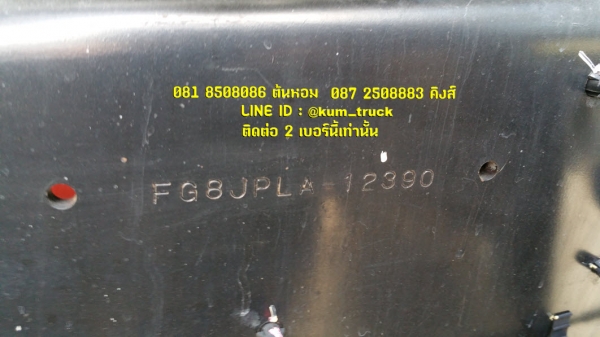 081 8508086 ต้นหอม 087 2508883 คิงส์
LINE ID : @kum_truck
ติดต่อ 2 เบอร์นี้เท่านั้น
FG8JPLA-12390